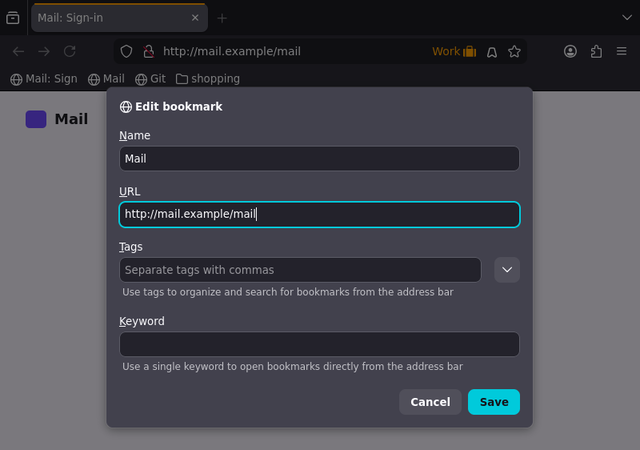 Mail: Sign-in
http://mail.example/mail
Work
Mail: Sign
Mail
Git
shopping
Mail
Edit bookmark
Name
Mail
URL
http://mail.example/mail
Tags
Separate tags with commas
Use tags to organize and search for bookmarks from the address bar
Keyword
Use a single keyword to open bookmarks directly from the address bar
Cancel
Save